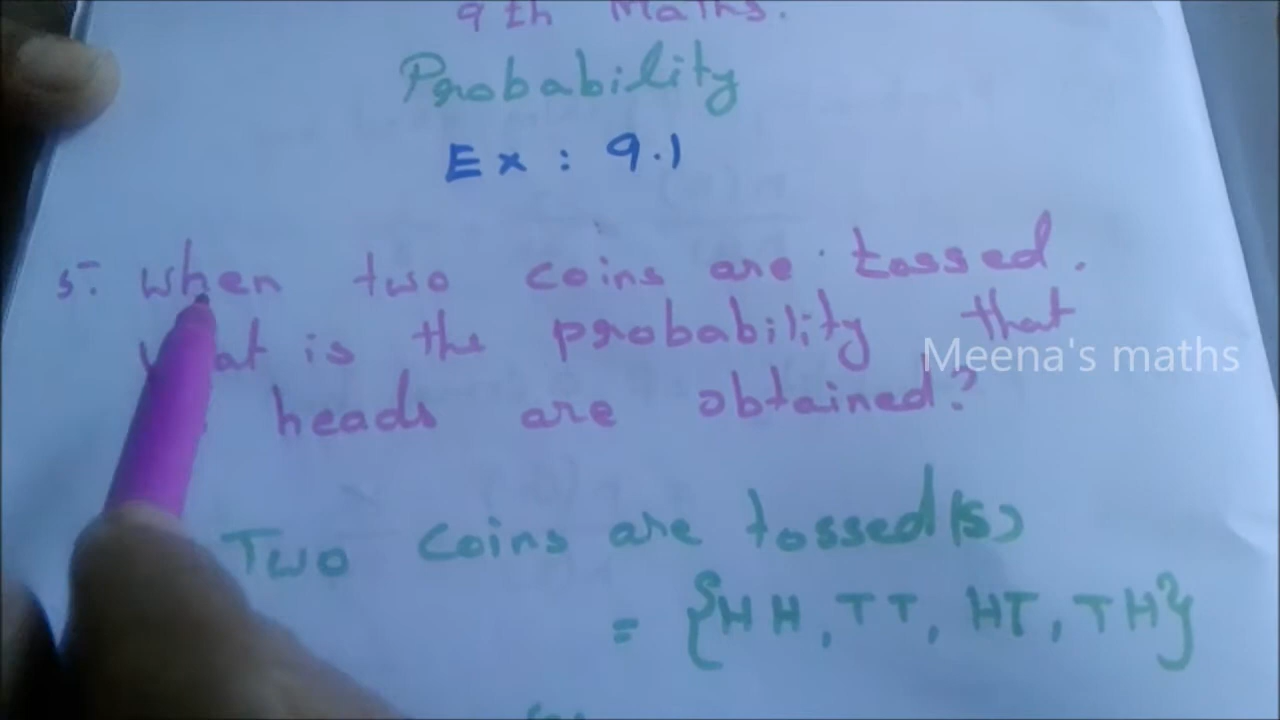 9th Maths.
Probability
Ex : 9.1
5. When two coins are tossed.
is the probability that
Meena's maths
heads are obtained?
Two coins are tossed(s)
= {HH, TT, HT, TH}